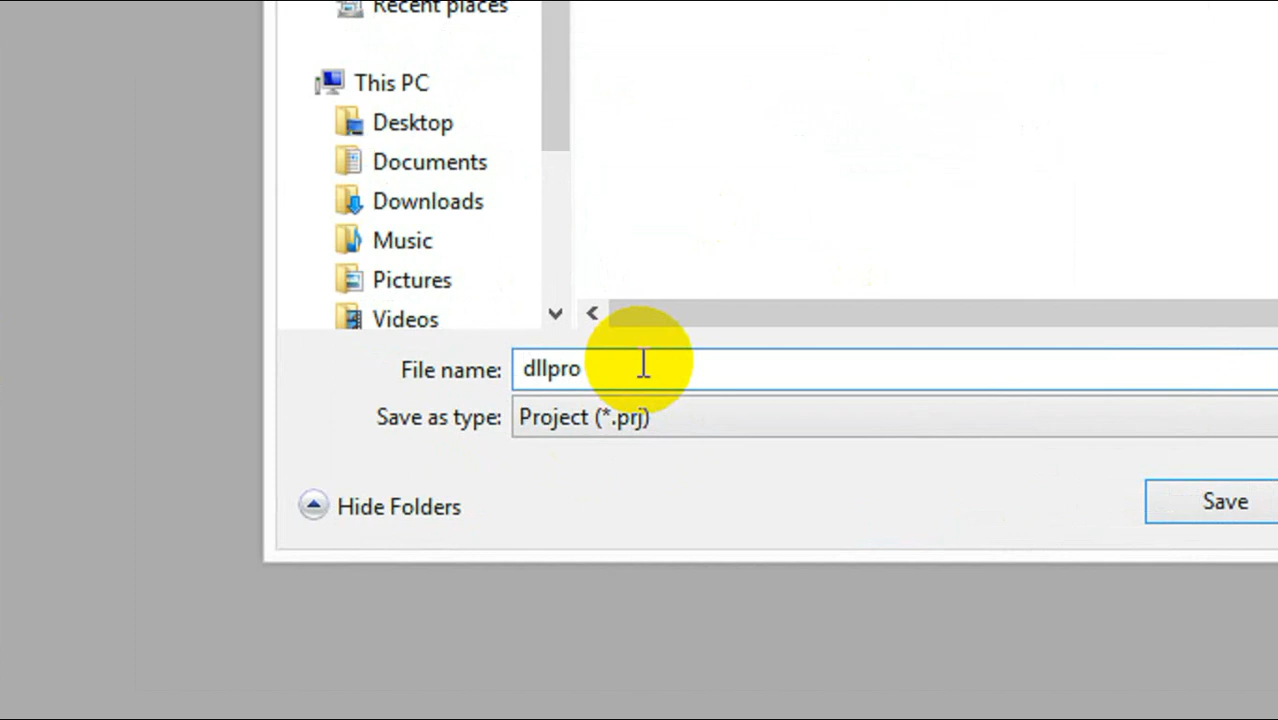 Recent places
This PC
Desktop
Documents
Downloads
Music
Pictures
Videos
File name: dllpro
Save as type: Project (*.prj)
Hide Folders
Save